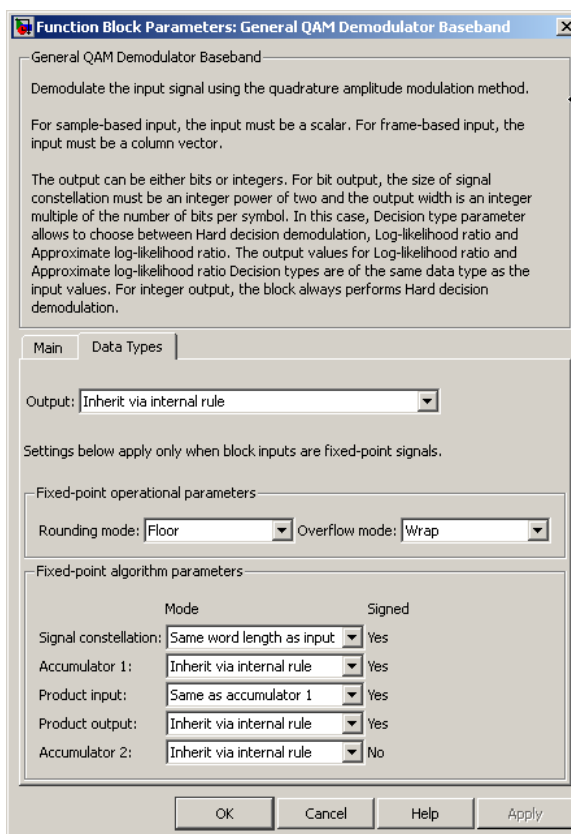 Function Block Parameters: General QAM Demodulator Baseband
General QAM Demodulator Baseband
Demodulate the input signal using the quadrature amplitude modulation method.
For sample-based input, the input must be a scalar. For frame-based input, the
input must be a column vector.
The output can be either bits or integers. For bit output, the size of signal
constellation must be an integer power of two and the output width is an integer
multiple of the number of bits per symbol. In this case, Decision type parameter
allows to choose between Hard decision demodulation, Log-likelihood ratio and
Approximate log-likelihood ratio. The output values for Log-likelihood ratio and
Approximate log-likelihood ratio Decision types are of the same data type as the
input values. For integer output, the block always performs Hard decision
demodulation.
Main Data Types
Output: Inherit via internal rule
Settings below apply only when block inputs are fixed-point signals.
Fixed-point operational parameters
Rounding mode: Floor Overflow mode: Wrap
Fixed-point algorithm parameters
Mode Signed
Signal constellation: Same word length as input Yes
Accumulator 1: Inherit via internal rule Yes
Product input: Same as accumulator 1 Yes
Product output: Inherit via internal rule Yes
Accumulator 2: Inherit via internal rule No
OK Cancel Help Apply